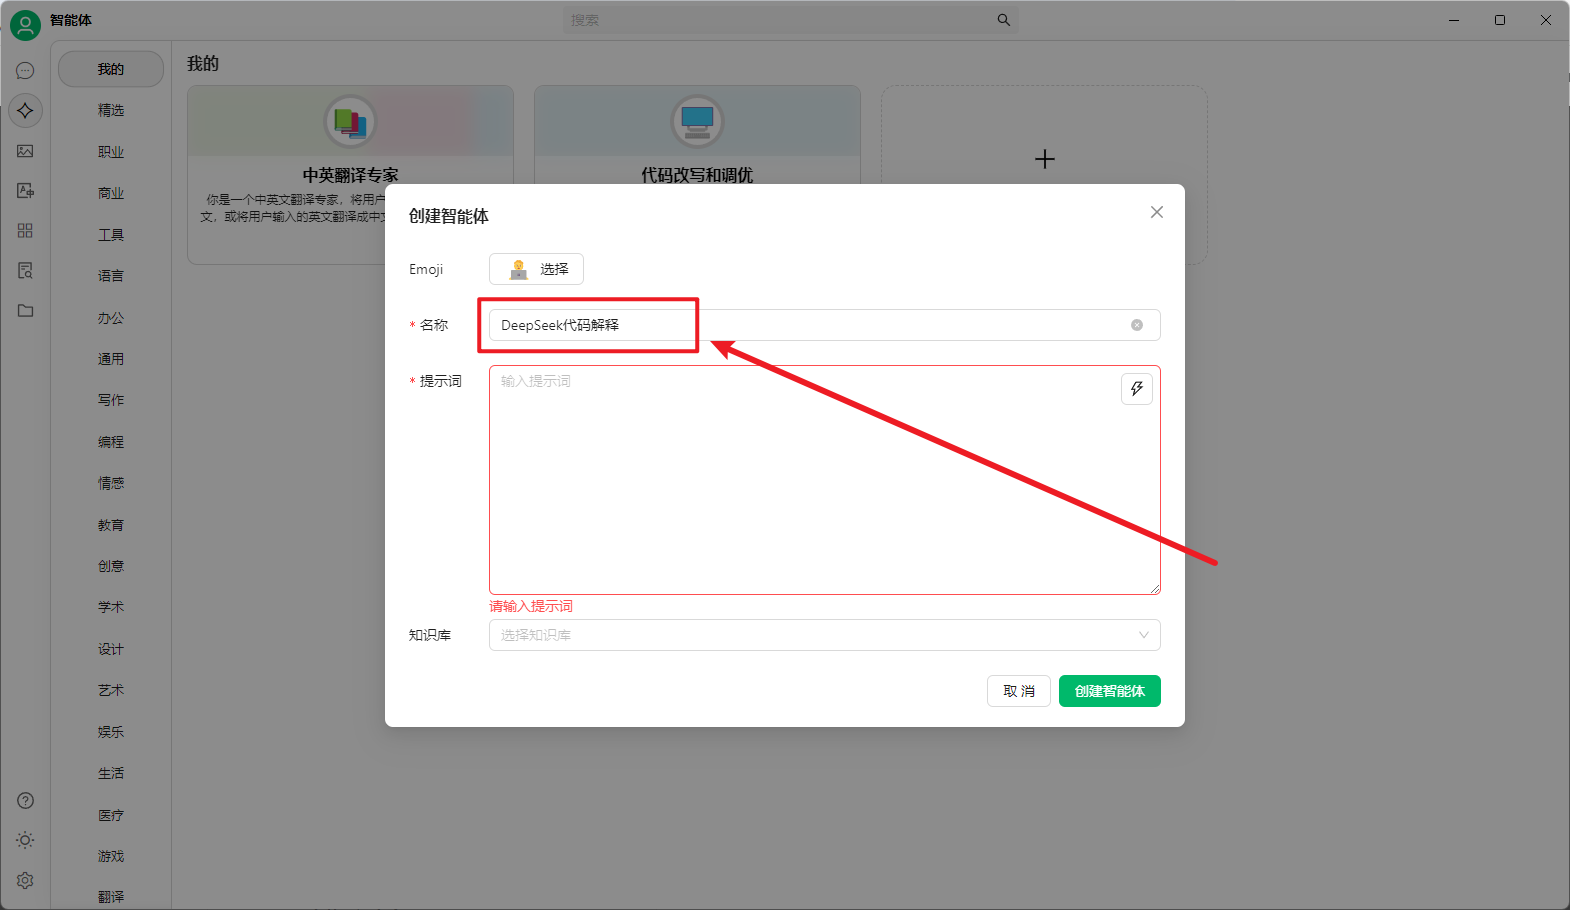 智能体
搜索
我的
精选
职业
商业
工具
语言
办公
通用
写作
编程
情感
教育
创意
学术
设计
艺术
娱乐
生活
医疗
游戏
翻译
我的
中英翻译专家
你是一个中英文翻译专家，将用户
文，或将用户输入的英文翻译成中
代码改写和调优
创建智能体
Emoji
选择
* 名称
DeepSeek代码解释
* 提示词
输入提示词
请输入提示词
知识库
选择知识库
取 消
创建智能体